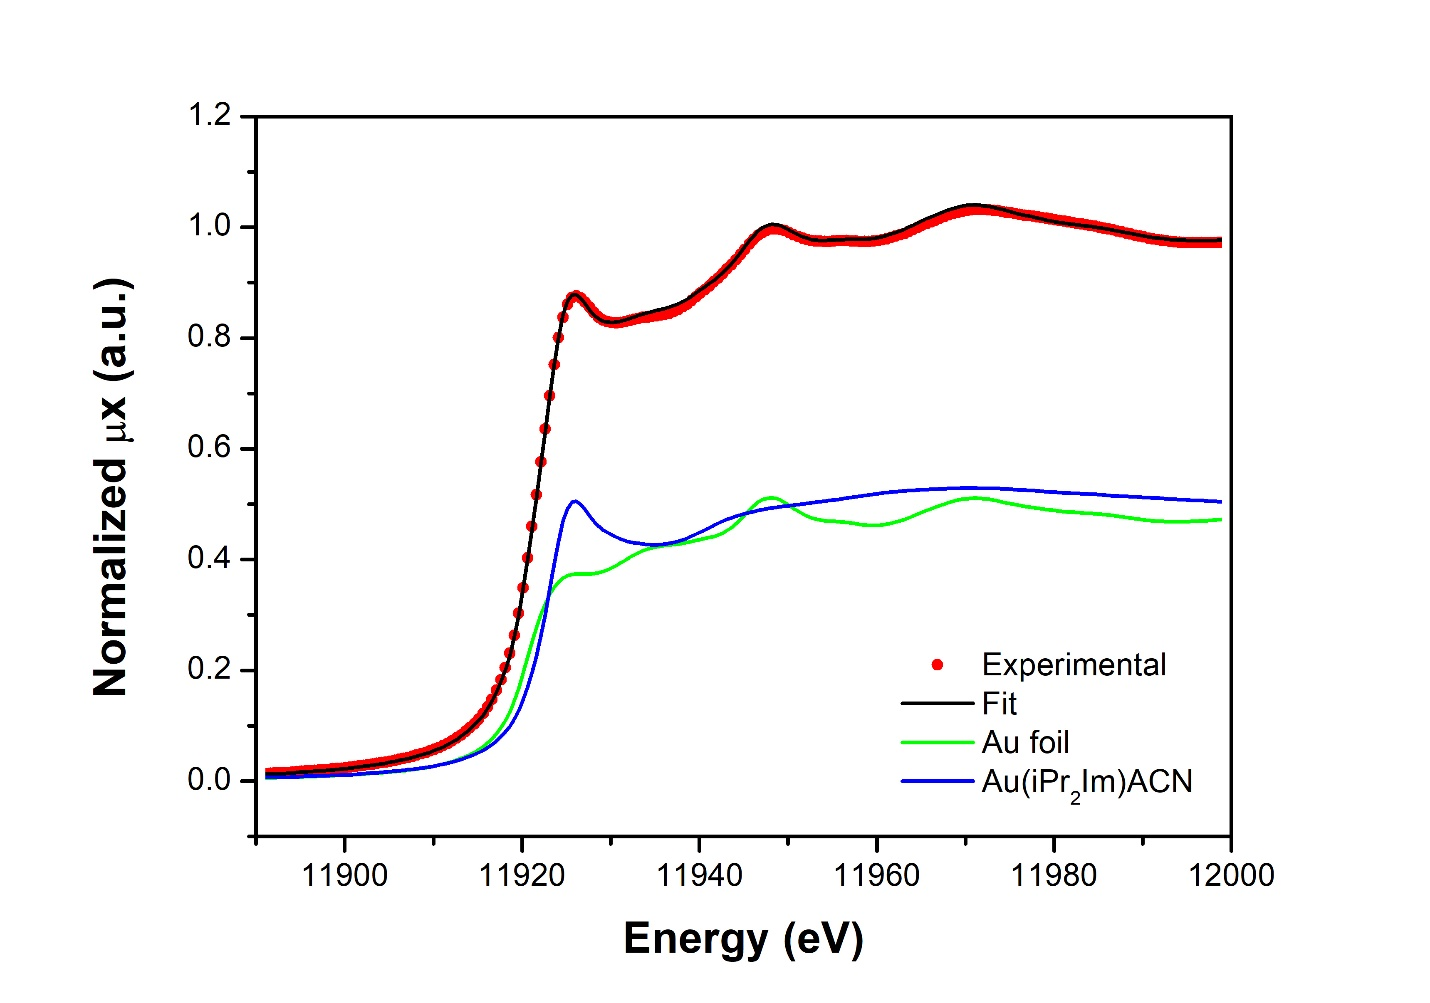 Normalized μx (a.u.)
1.2
1.0
0.8
0.6
0.4
0.2
0.0
Experimental
Fit
Au foil
Au(iPr₂Im)ACN
11900 11920 11940 11960 11980 12000
Energy (eV)